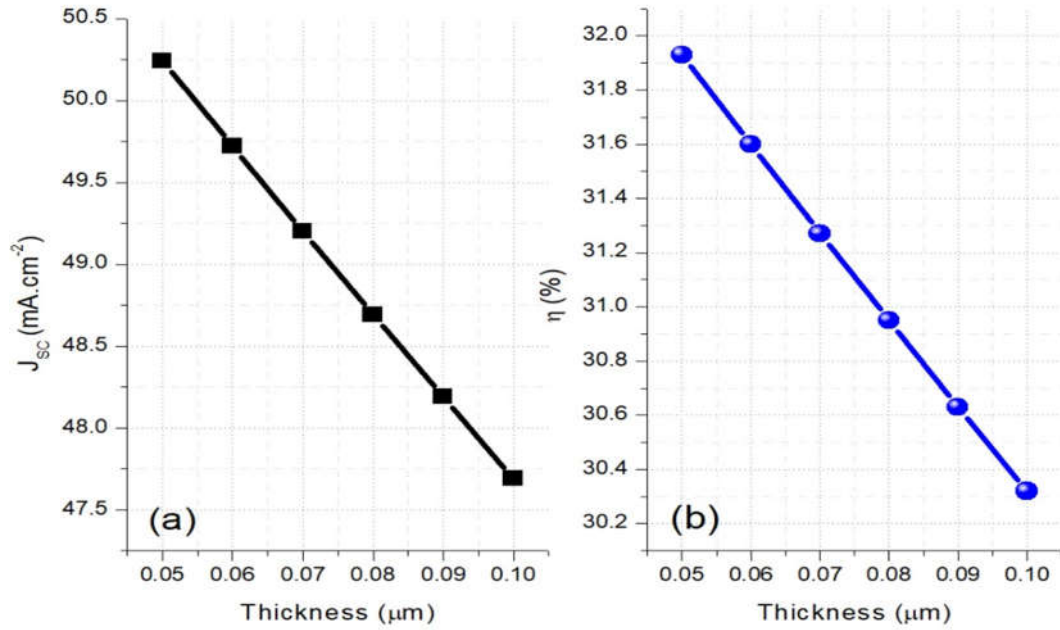 50.5
50.0
49.5
49.0
48.5
48.0
47.5
J_SC (mA.cm⁻²)
(a)
0.05 0.06 0.07 0.08 0.09 0.10
Thickness (μm)
32.0
31.8
31.6
31.4
31.2
31.0
30.8
30.6
30.4
30.2
η (%)
(b)
0.05 0.06 0.07 0.08 0.09 0.10
Thickness (μm)